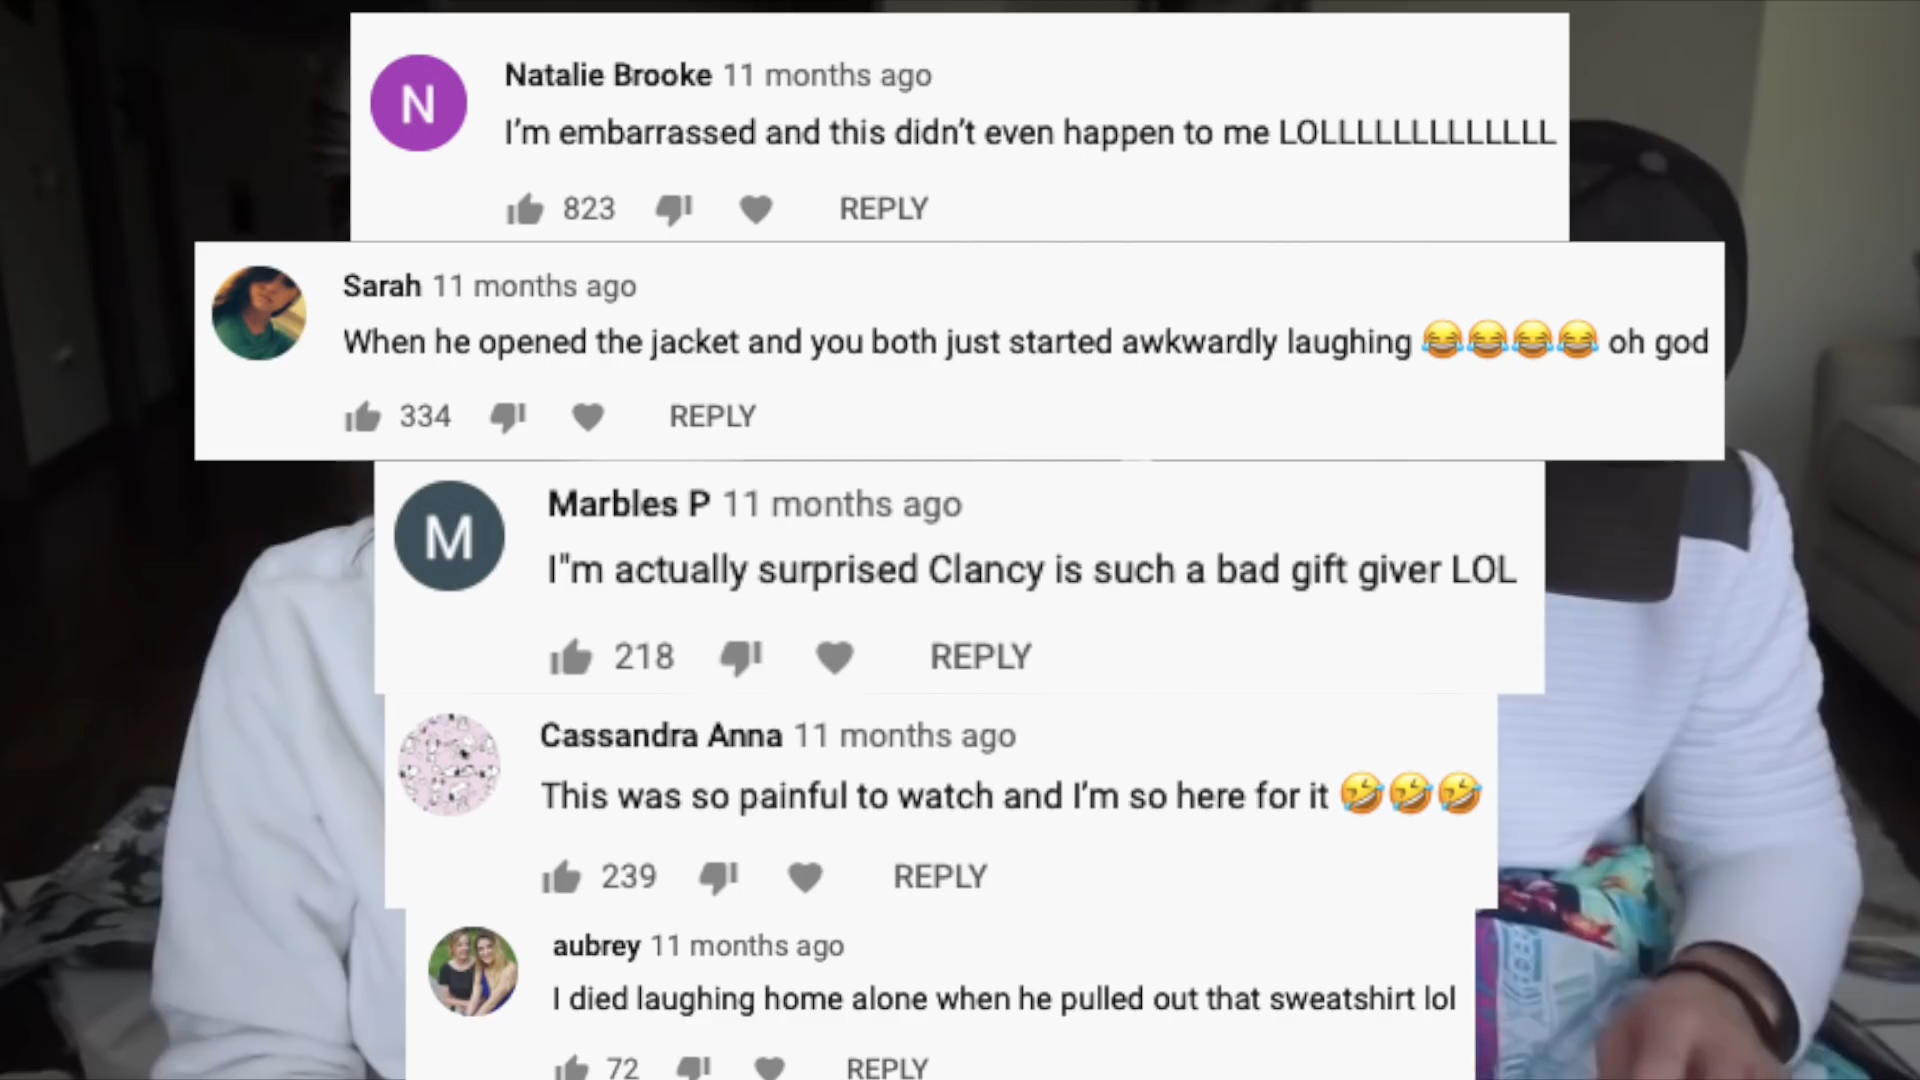 N
Natalie Brooke 11 months ago
I'm embarrassed and this didn't even happen to me LOLLLLLLLLLLLLL
823 REPLY
Sarah 11 months ago
When he opened the jacket and you both just started awkwardly laughing 😂😂😂😂 oh god
334 REPLY
M
Marbles P 11 months ago
I"m actually surprised Clancy is such a bad gift giver LOL
218 REPLY
Cassandra Anna 11 months ago
This was so painful to watch and I'm so here for it 🤣🤣🤣
239 REPLY
aubrey 11 months ago
I died laughing home alone when he pulled out that sweatshirt lol
72 REPLY